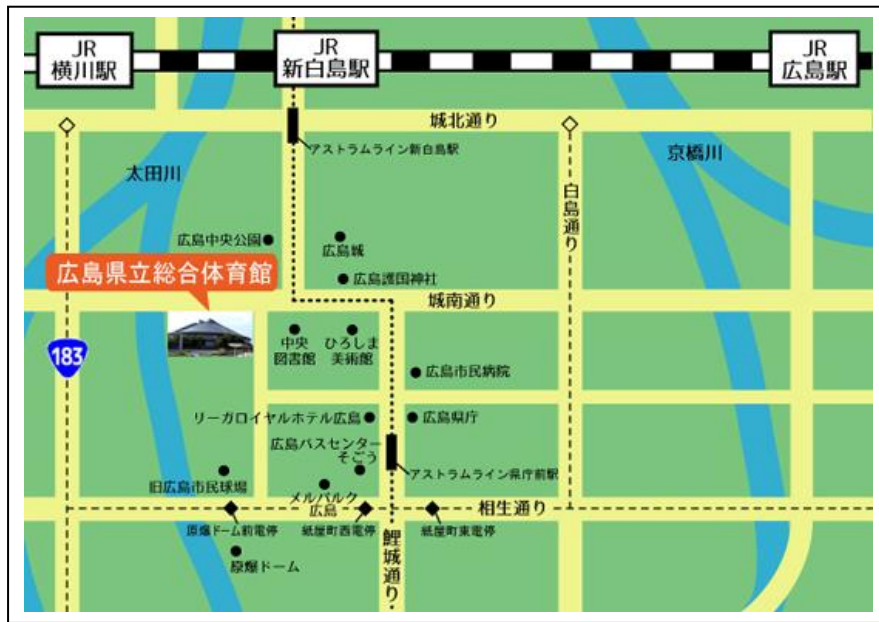 JR
横川駅
JR
新白島駅
JR
広島駅
城北通り
アストラムライン新白島駅
京橋川
太田川
白島通り
広島中央公園
広島城
広島県立総合体育館
広島護国神社
城南通り
183
中央
図書館
ひろしま
美術館
広島市民病院
リーガロイヤルホテル広島
広島県庁
広島バスセンター
そごう
アストラムライン県庁前駅
旧広島市民球場
メルパルク
広島
相生通り
原爆ドーム前電停
紙屋町西電停
紙屋町東電停
鯉城通り
原爆ドーム